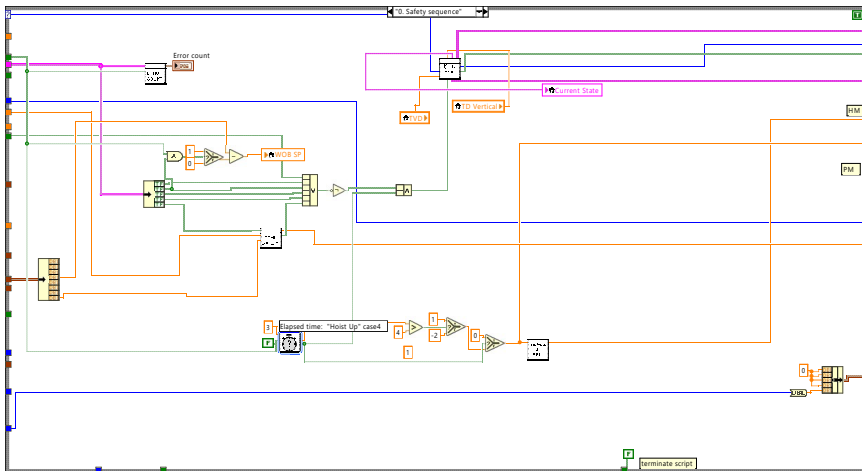 "0. Safety sequence"
T
Error count
Current State
TD Vertical
TVD
HM
A
1
0
WOB SP
PM
V
A
3
Elapsed time: "Hoist Up" case4
4
1
-2
0
F
1
0
DBL
F
terminate script